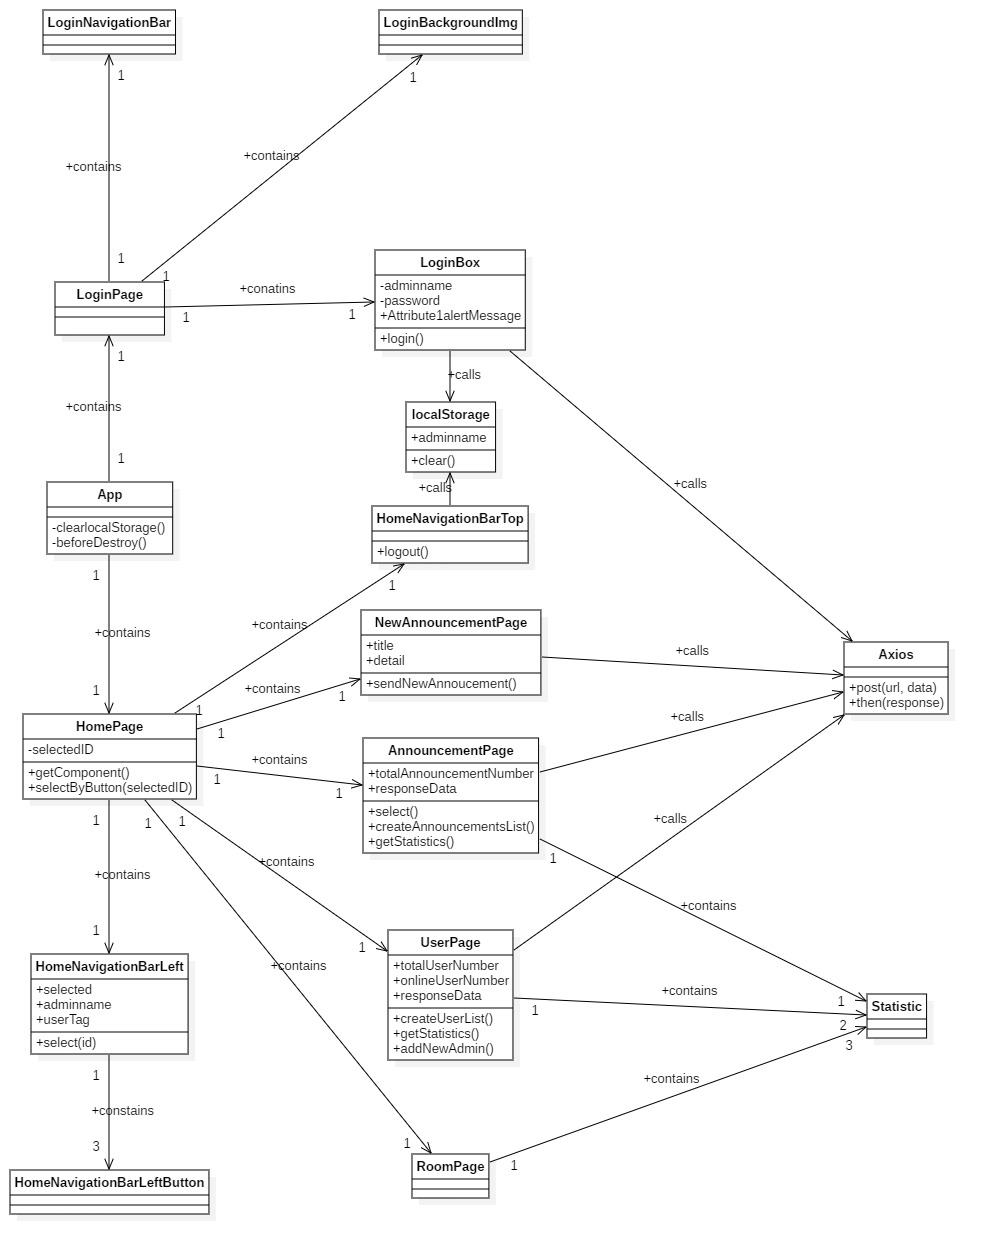 LoginNavigationBar
LoginBackgroundImg
1
1
+contains
+contains
1
1
LoginPage
+conatins
1
1
LoginBox
-adminname
-password
+Attribute1alertMessage
+login()
1
+contains
1
+calls
localStorage
+adminname
+clear()
+calls
+calls
App
-clearlocalStorage()
-beforeDestroy()
HomeNavigationBarTop
+logout()
1
+contains
1
1
+contains
1
NewAnnouncementPage
+title
+detail
+sendNewAnnoucement()
+calls
Axios
+post(url, data)
+then(response)
+contains
1
1
HomePage
-selectedID
+getComponent()
+selectByButton(selectedID)
+contains
1
1
AnnouncementPage
+totalAnnouncementNumber
+responseData
+select()
+createAnnouncementsList()
+getStatistics()
+calls
+calls
1
1
1
+contains
+contains
1
+contains
1
1
+contains
HomeNavigationBarLeft
+selected
+adminname
+userTag
+select(id)
UserPage
+totalUserNumber
+onlineUserNumber
+responseData
+createUserList()
+getStatistics()
+addNewAdmin()
+contains
1
+contains
1
Statistic
2
3
1
+constains
3
+contains
1
1
HomeNavigationBarLeftButton
RoomPage